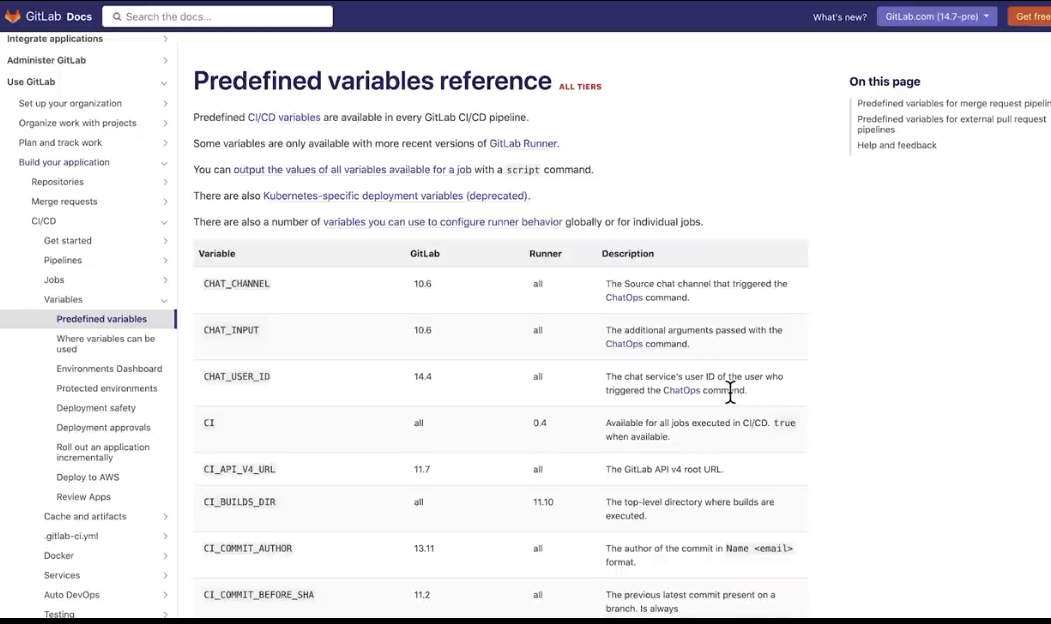 GitLab Docs
Search the docs...
What's new?
GitLab.com (14.7-pre)
Get free
Integrate applications
Administer GitLab
Use GitLab
Set up your organization
Organize work with projects
Plan and track work
Build your application
Repositories
Merge requests
CI/CD
Get started
Pipelines
Jobs
Variables
Predefined variables
Where variables can be
used
Environments Dashboard
Protected environments
Deployment safety
Deployment approvals
Roll out an application
incrementally
Deploy to AWS
Review Apps
Cache and artifacts
.gitlab-ci.yml
Docker
Services
Auto DevOps
Testing
Predefined variables reference ALL TIERS
Predefined CI/CD variables are available in every GitLab CI/CD pipeline.
Some variables are only available with more recent versions of GitLab Runner.
You can output the values of all variables available for a job with a script command.
There are also Kubernetes-specific deployment variables (deprecated).
There are also a number of variables you can use to configure runner behavior globally or for individual jobs.
Variable GitLab Runner Description
CHAT_CHANNEL 10.6 all The Source chat channel that triggered the
ChatOps command.
CHAT_INPUT 10.6 all The additional arguments passed with the
ChatOps command.
CHAT_USER_ID 14.4 all The chat service's user ID of the user who
triggered the ChatOps command.
CI all 0.4 Available for all jobs executed in CI/CD. true
when available.
CI_API_V4_URL 11.7 all The GitLab API v4 root URL.
CI_BUILDS_DIR all 11.10 The top-level directory where builds are
executed.
CI_COMMIT_AUTHOR 13.11 all The author of the commit in Name <email>
format.
CI_COMMIT_BEFORE_SHA 11.2 all The previous latest commit present on a
branch. Is always
On this page
Predefined variables for merge request pipelin
Predefined variables for external pull request
pipelines
Help and feedback